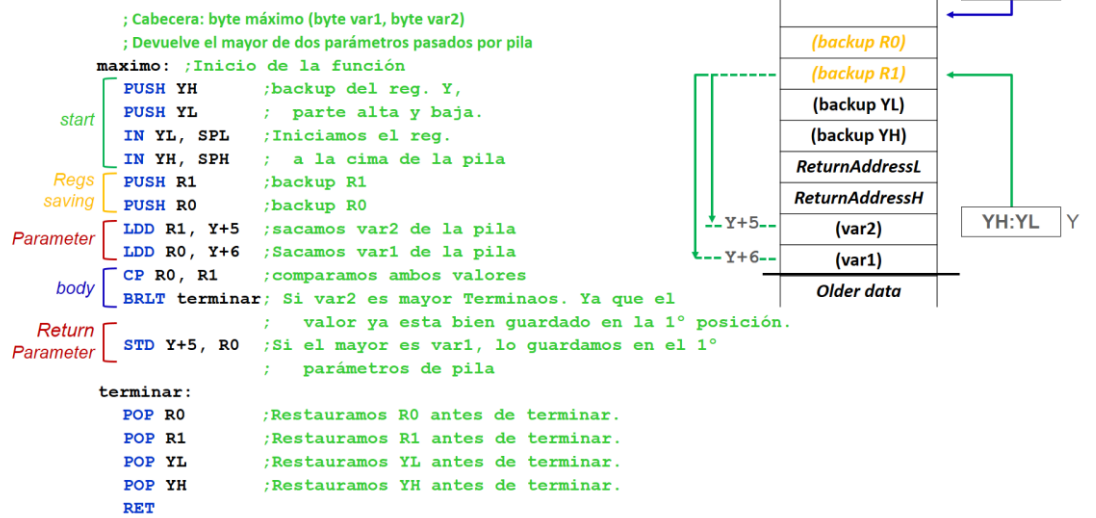 ; Cabecera: byte máximo (byte var1, byte var2)
; Devuelve el mayor de dos parámetros pasados por pila
maximo: ;Inicio de la función
start
PUSH YH ;backup del reg. Y,
PUSH YL ; parte alta y baja.
IN YL, SPL ;Iniciamos el reg.
IN YH, SPH ; a la cima de la pila
Regs
saving
PUSH R1 ;backup R1
PUSH R0 ;backup R0
Parameter
LDD R1, Y+5 ;sacamos var2 de la pila
LDD R0, Y+6 ;Sacamos var1 de la pila
body
CP R0, R1 ;comparamos ambos valores
BRLT terminar; Si var2 es mayor Terminaos. Ya que el
; valor ya esta bien guardado en la 1º posición.
Return
Parameter
STD Y+5, R0 ;Si el mayor es var1, lo guardamos en el 1º
; parámetros de pila
terminar:
POP R0 ;Restauramos R0 antes de terminar.
POP R1 ;Restauramos R1 antes de terminar.
POP YL ;Restauramos YL antes de terminar.
POP YH ;Restauramos YH antes de terminar.
RET
(backup R0)
(backup R1)
(backup YL)
(backup YH)
ReturnAddressL
ReturnAddressH
Y+5 (var2)
Y+6 (var1)
Older data
YH:YL Y